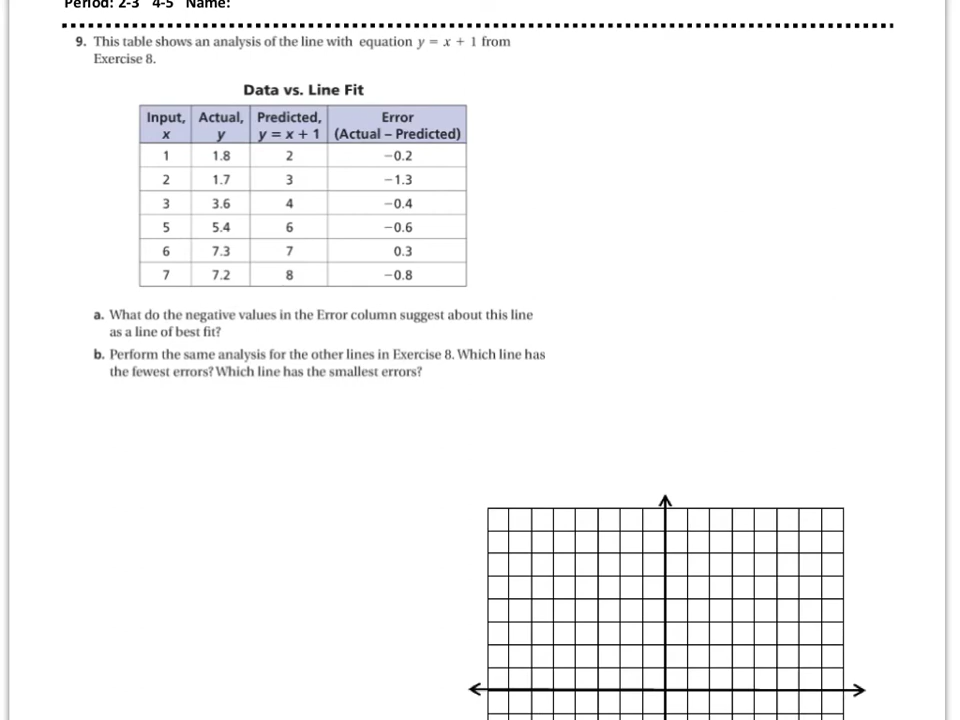 Period: 2-3 4-5 Name:
9. This table shows an analysis of the line with equation y = x + 1 from
Exercise 8.
Data vs. Line Fit
Input, x | Actual, y | Predicted, y = x + 1 | Error (Actual – Predicted)
1 1.8 2 −0.2
2 1.7 3 −1.3
3 3.6 4 −0.4
5 5.4 6 −0.6
6 7.3 7 0.3
7 7.2 8 −0.8
a. What do the negative values in the Error column suggest about this line
as a line of best fit?
b. Perform the same analysis for the other lines in Exercise 8. Which line has
the fewest errors? Which line has the smallest errors?